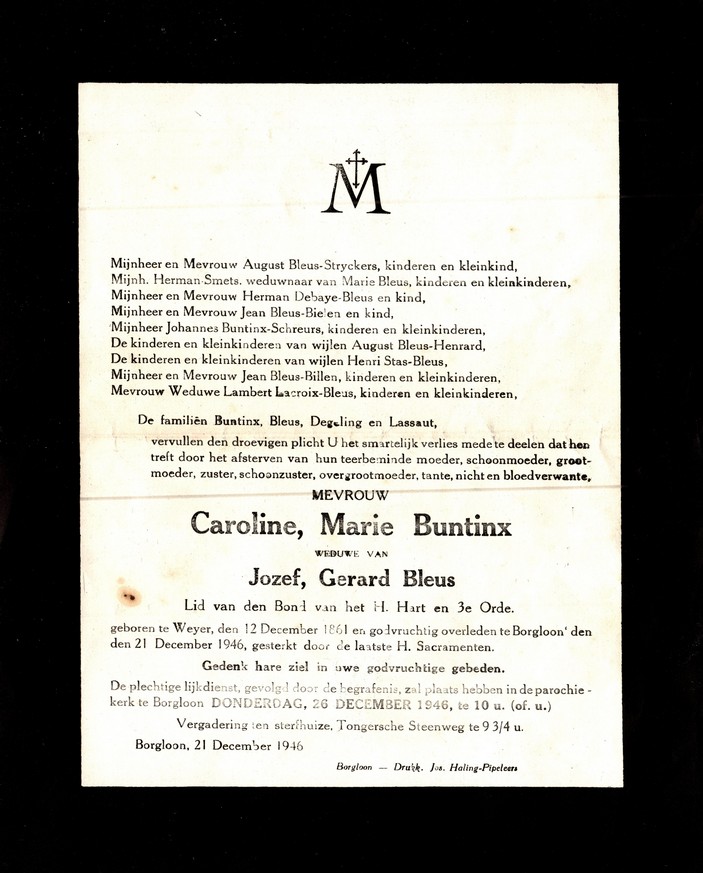 M
Mijnheer en Mevrouw August Bleus-Stryckers, kinderen en kleinkind,
Mijnh. Herman-Smets, weduwnaar van Marie Bleus, kinderen en kleinkinderen,
Mijnheer en Mevrouw Herman Debaye-Bleus en kind,
Mijnheer en Mevrouw Jean Bleus-Bielen en kind,
Mijnheer Johannes Buntinx-Schreurs, kinderen en kleinkinderen,
De kinderen en kleinkinderen van wijlen August Bleus-Henrard,
De kinderen en kleinkinderen van wijlen Henri Stas-Bleus,
Mijnheer en Mevrouw Jean Bleus-Billen, kinderen en kleinkinderen,
Mevrouw Weduwe Lambert Lacroix-Bleus, kinderen en kleinkinderen,
De familiën Buntinx, Bleus, Degeling en Lassaut,
vervullen den droevigen plicht U het smartelijk verlies mede te deelen dat hen
treft door het afsterven van hun teerbeminde moeder, schoonmoeder, groot-
moeder, zuster, schoonzuster, overgrootmoeder, tante, nicht en bloedverwante,
MEVROUW
Caroline, Marie Buntinx
WEDUWE VAN
Jozef, Gerard Bleus
Lid van den Bond van het H. Hart en 3e Orde.
geboren te Weyer, den 12 December 1861 en godvruchtig overleden te Borgloon' den
den 21 December 1946, gesterkt door de laatste H. Sacramenten.
Gedenk hare ziel in uwe godvruchtige gebeden.
De plechtige lijkdienst, gevolgd door de begrafenis, zal plaats hebben in de parochie-
kerk te Borgloon DONDERDAG, 26 DECEMBER 1946, te 10 u. (of. u.)
Vergadering ten sterfhuize, Tongersche Steenweg te 9 3/4 u.
Borgloon, 21 December 1946
Borgloon — Drukk. Jos. Haling-Pipeleers